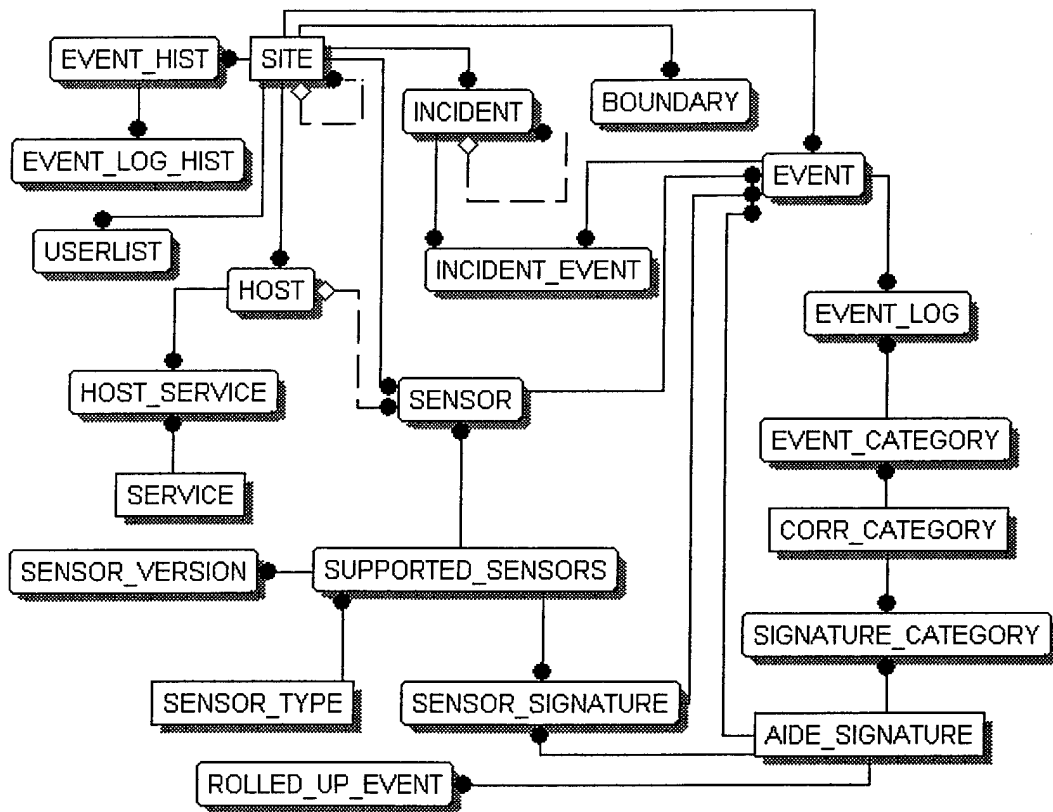 EVENT_HIST
SITE
INCIDENT
BOUNDARY
EVENT_LOG_HIST
EVENT
USERLIST
INCIDENT_EVENT
HOST
EVENT_LOG
HOST_SERVICE
SENSOR
EVENT_CATEGORY
SERVICE
CORR_CATEGORY
SENSOR_VERSION
SUPPORTED_SENSORS
SIGNATURE_CATEGORY
SENSOR_TYPE
SENSOR_SIGNATURE
AIDE_SIGNATURE
ROLLED_UP_EVENT